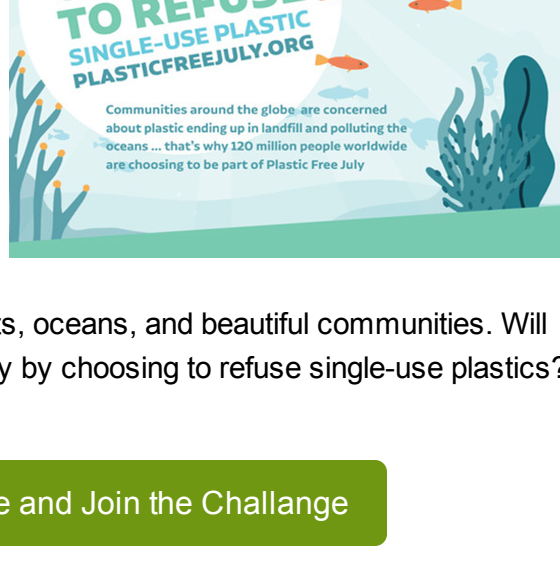 TO REFUSE
SINGLE-USE PLASTIC
PLASTICFREEJULY.ORG
Communities around the globe are concerned
about plastic ending up in landfill and polluting the
oceans ... that's why 120 million people worldwide
are choosing to be part of Plastic Free July
s, oceans, and beautiful communities. Will
y by choosing to refuse single-use plastics?
e and Join the Challange